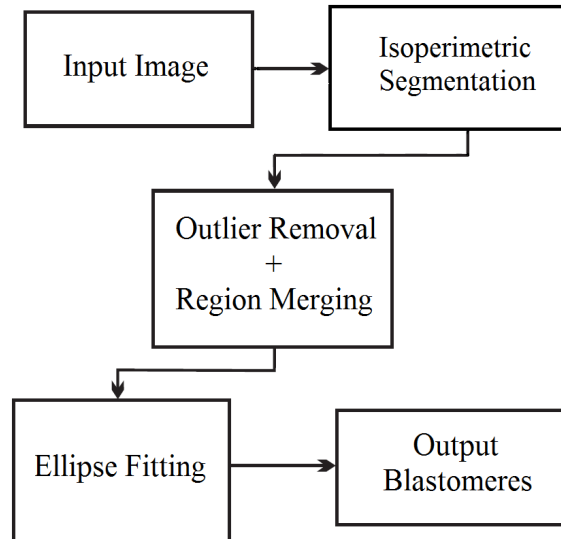 Input Image
Isoperimetric
Segmentation
Outlier Removal
+
Region Merging
Ellipse Fitting
Output
Blastomeres